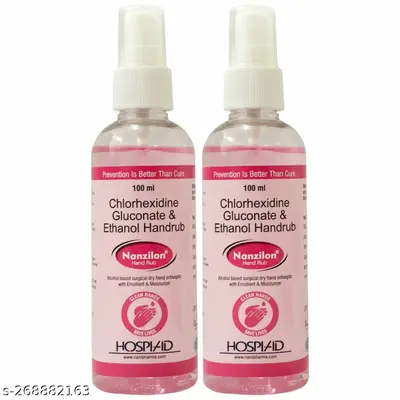 Prevention Is Better Than Cure
100 ml
Chlorhexidine
Gluconate &
Ethanol Handrub
Nanzilon®
Hand Rub
Alcohol based surgical dry hand antiseptic
with Emollient & Moisturizer
CLEAN HANDS
SAVE LIVES
HOSPIAID
Prevention Is Better Than Cure
100 ml
Chlorhexidine
Gluconate &
Ethanol Handrub
Nanzilon®
Hand Rub
Alcohol based surgical dry hand antiseptic
with Emollient & Moisturizer
CLEAN HANDS
SAVE LIVES
HOSPIAID
s-268882163